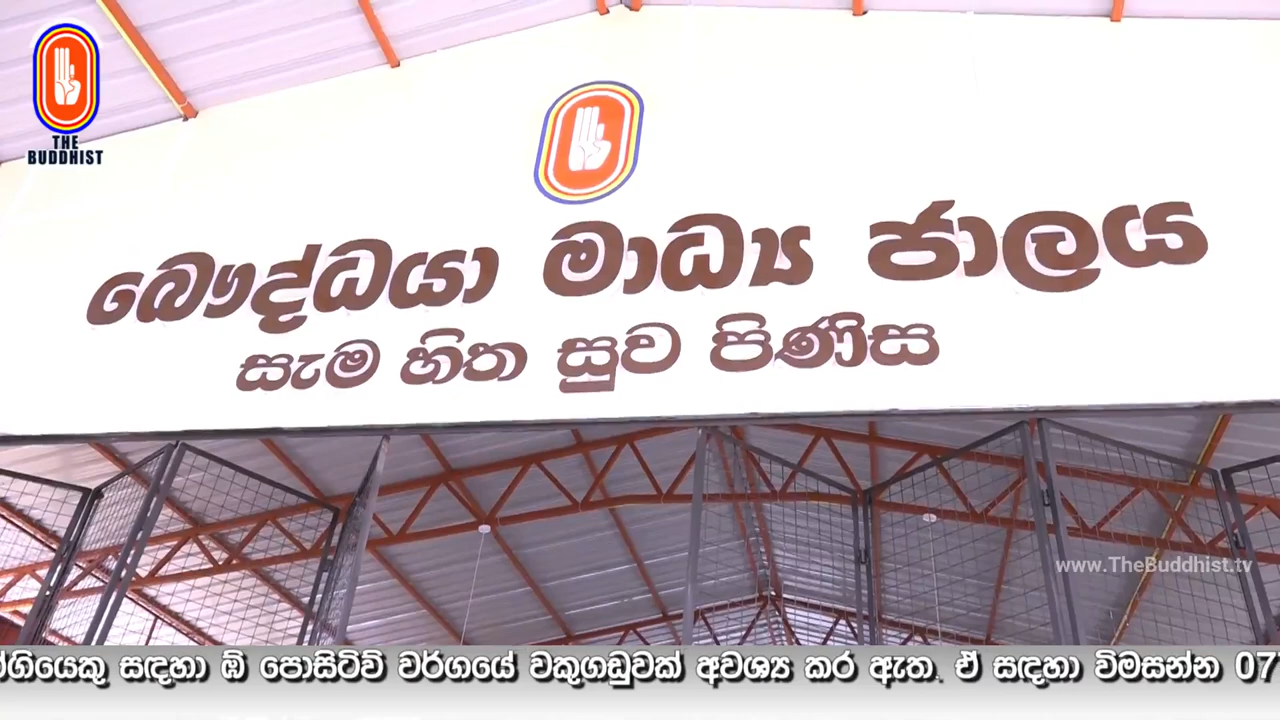 THE
BUDDHIST
බෞද්ධයා මාධ්‍ය ජාලය
සැම හිත සුව පිණිස
www.TheBuddhist.tv
සඳහා ඕ පොසිටිව් වර්ගයේ වකුගඩුවක් අවශ්‍ය කර ඇත. ඒ සඳහා විමසන්න 07